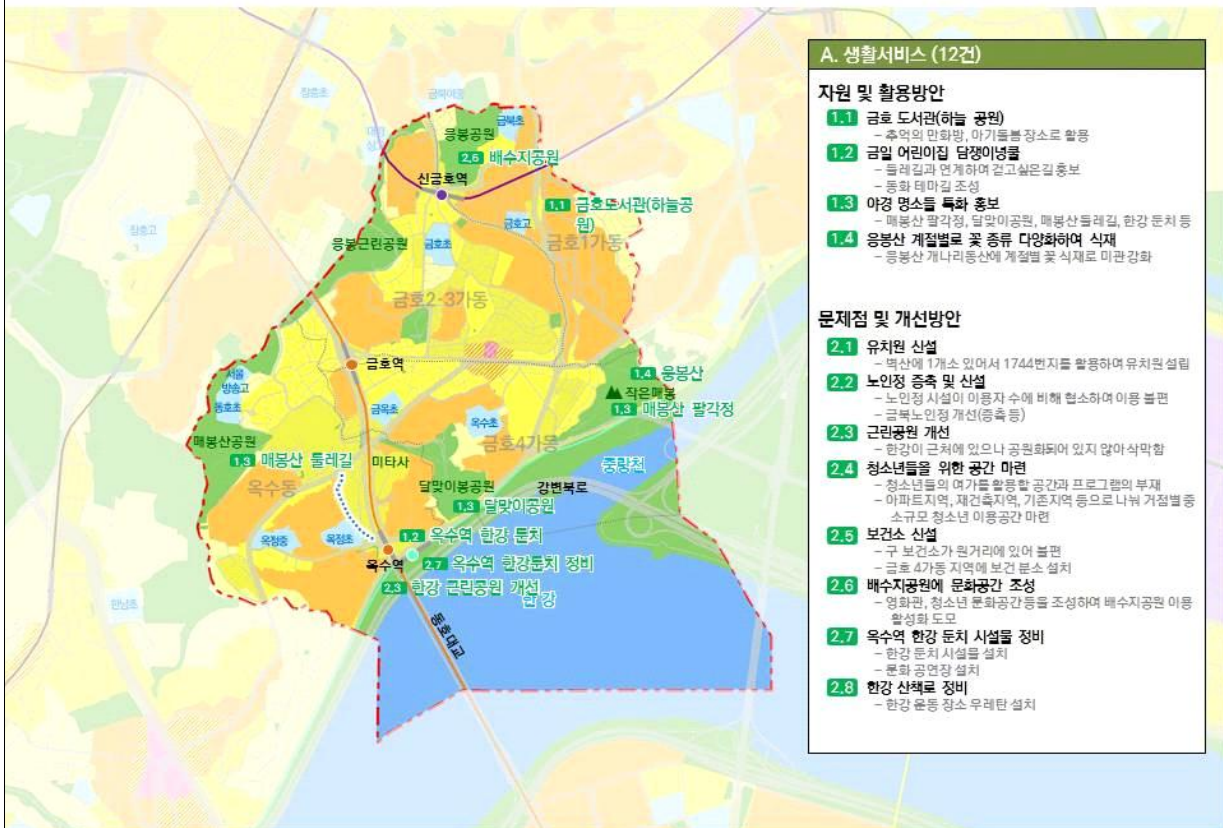 장충초
금북여중
대경
상고
금북초
응봉공원
2.6 배수지공원
신금호역
1.1 금호도서관(하늘공
원)
금호고
금호1가동
장충고
응봉근린공원
금호초
금호2-3가동
금호역
1.4 응봉산
작은매봉
1.3 매봉산 팔각정
서울
방송고
동호초
금옥초
옥수초
금호4가동
매봉산공원
1.3 매봉산 둘레길
미타사
중랑천
옥수동
달맞이봉공원
강변북로
1.3 달맞이공원
옥정중
옥정초
1.2 옥수역 한강 둔치
옥수역
2.7 옥수역 한강둔치 정비
2.3 한강 근린공원 개선
한 강
한남초
동호대교
A. 생활서비스 (12건)
자원 및 활용방안
1.1 금호 도서관(하늘 공원)
– 추억의 만화방, 아기돌봄 장소로 활용
1.2 금일 어린이집 담쟁이넝쿨
– 둘레길과 연계하여 걷고싶은길 홍보
– 동화 테마길 조성
1.3 야경 명소들 특화 홍보
– 매봉산 팔각정, 달맞이공원, 매봉산 둘레길, 한강 둔치 등
1.4 응봉산 계절별로 꽃 종류 다양화하여 식재
– 응봉산 개나리동산에 계절별 꽃 식재로 미관 강화
문제점 및 개선방안
2.1 유치원 신설
– 벽산에 1개소 있어서 1744번지를 활용하여 유치원 설립
2.2 노인정 증축 및 신설
– 노인정 시설이 이용자 수에 비해 협소하여 이용 불편
– 금북노인정 개선(증축 등)
2.3 근린공원 개선
– 한강이 근처에 있으나 공원화되어 있지 않아 삭막함
2.4 청소년들을 위한 공간 마련
– 청소년들의 여가를 활용할 공간과 프로그램의 부재
– 아파트지역, 재건축지역, 기존지역 등으로 나눠 거점별 중
소규모 청소년 이용공간 마련
2.5 보건소 신설
– 구 보건소가 원거리에 있어 불편
– 금호 4가동 지역에 보건 분소 설치
2.6 배수지공원에 문화공간 조성
– 영화관, 청소년 문화공간 등을 조성하여 배수지공원 이용
활성화 도모
2.7 옥수역 한강 둔치 시설물 정비
– 한강 둔치 시설물 설치
– 문화 공연장 설치
2.8 한강 산책로 정비
– 한강 운동 장소 우레탄 설치